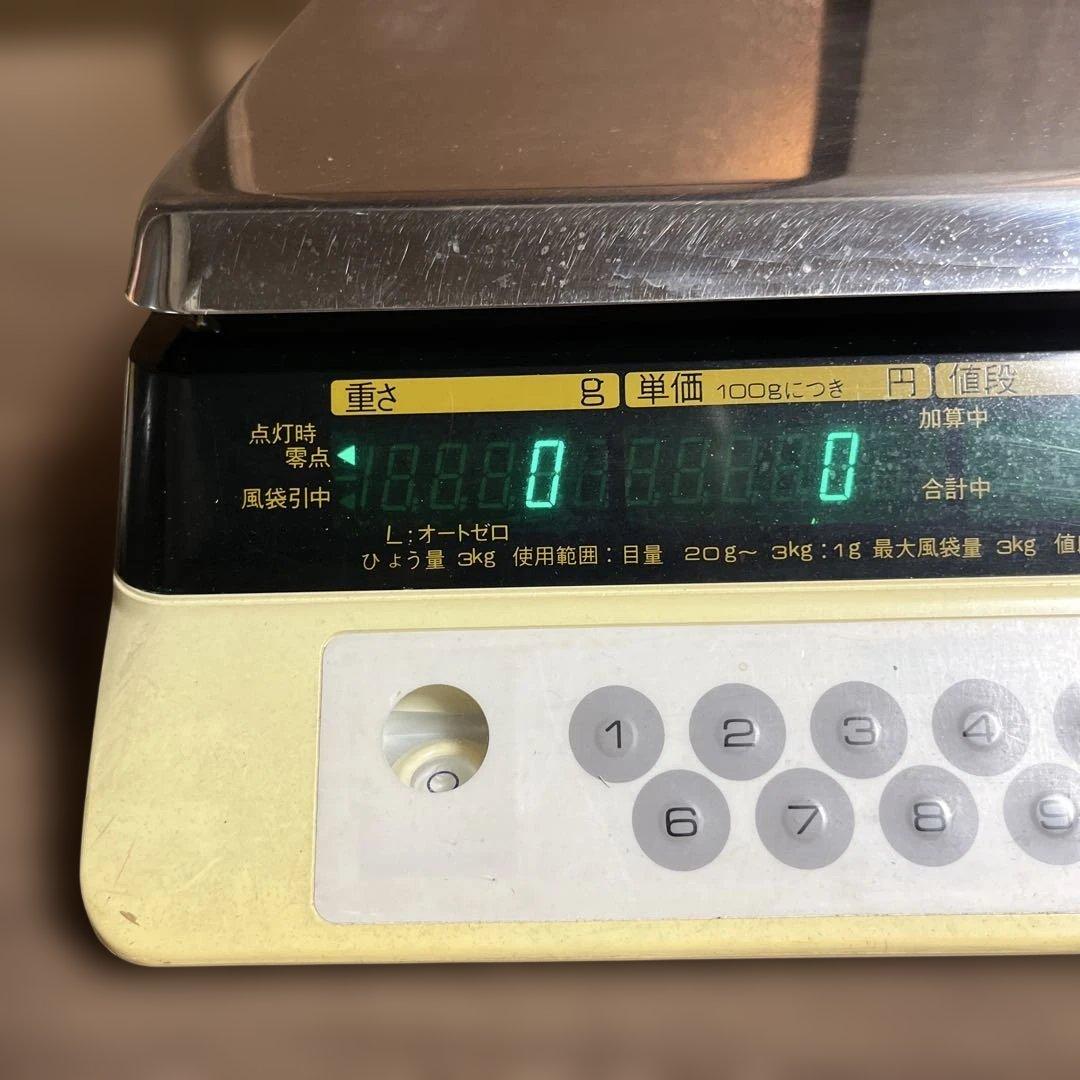 重さ g 単価 100gにつき 円 値段
点灯時 加算中
零点 ◀ 0 0
風袋引中 合計中
L:オートゼロ
ひょう量 3kg 使用範囲:目量 20g~ 3kg:1g 最大風袋量 3kg 値
1 2 3 4
6 7 8 9